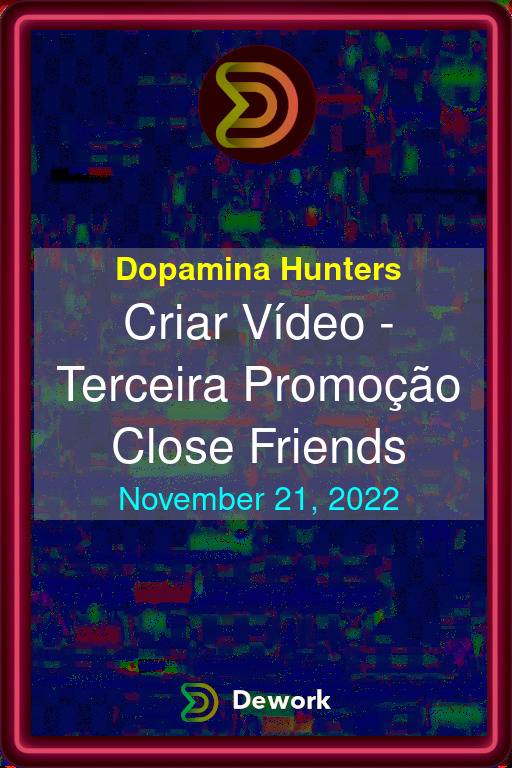 Dopamina Hunters
Criar Vídeo -
Terceira Promoção
Close Friends
November 21, 2022
Dework